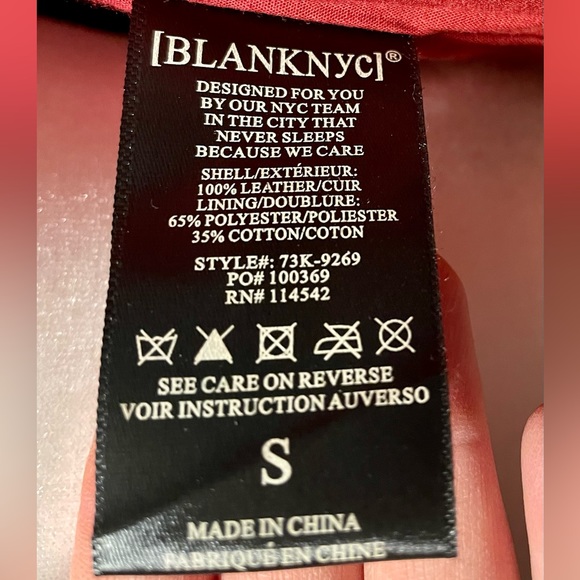 [BLANKNYC]®
DESIGNED FOR YOU
BY OUR NYC TEAM
IN THE CITY THAT
NEVER SLEEPS
BECAUSE WE CARE
SHELL/EXTÉRIEUR:
100% LEATHER/CUIR
LINING/DOUBLURE:
65% POLYESTER/POLIESTER
35% COTTON/COTON
STYLE#: 73K-9269
PO# 100369
RN# 114542
SEE CARE ON REVERSE
VOIR INSTRUCTION AUVERSO
S
MADE IN CHINA
FABRIQUÉ EN CHINE